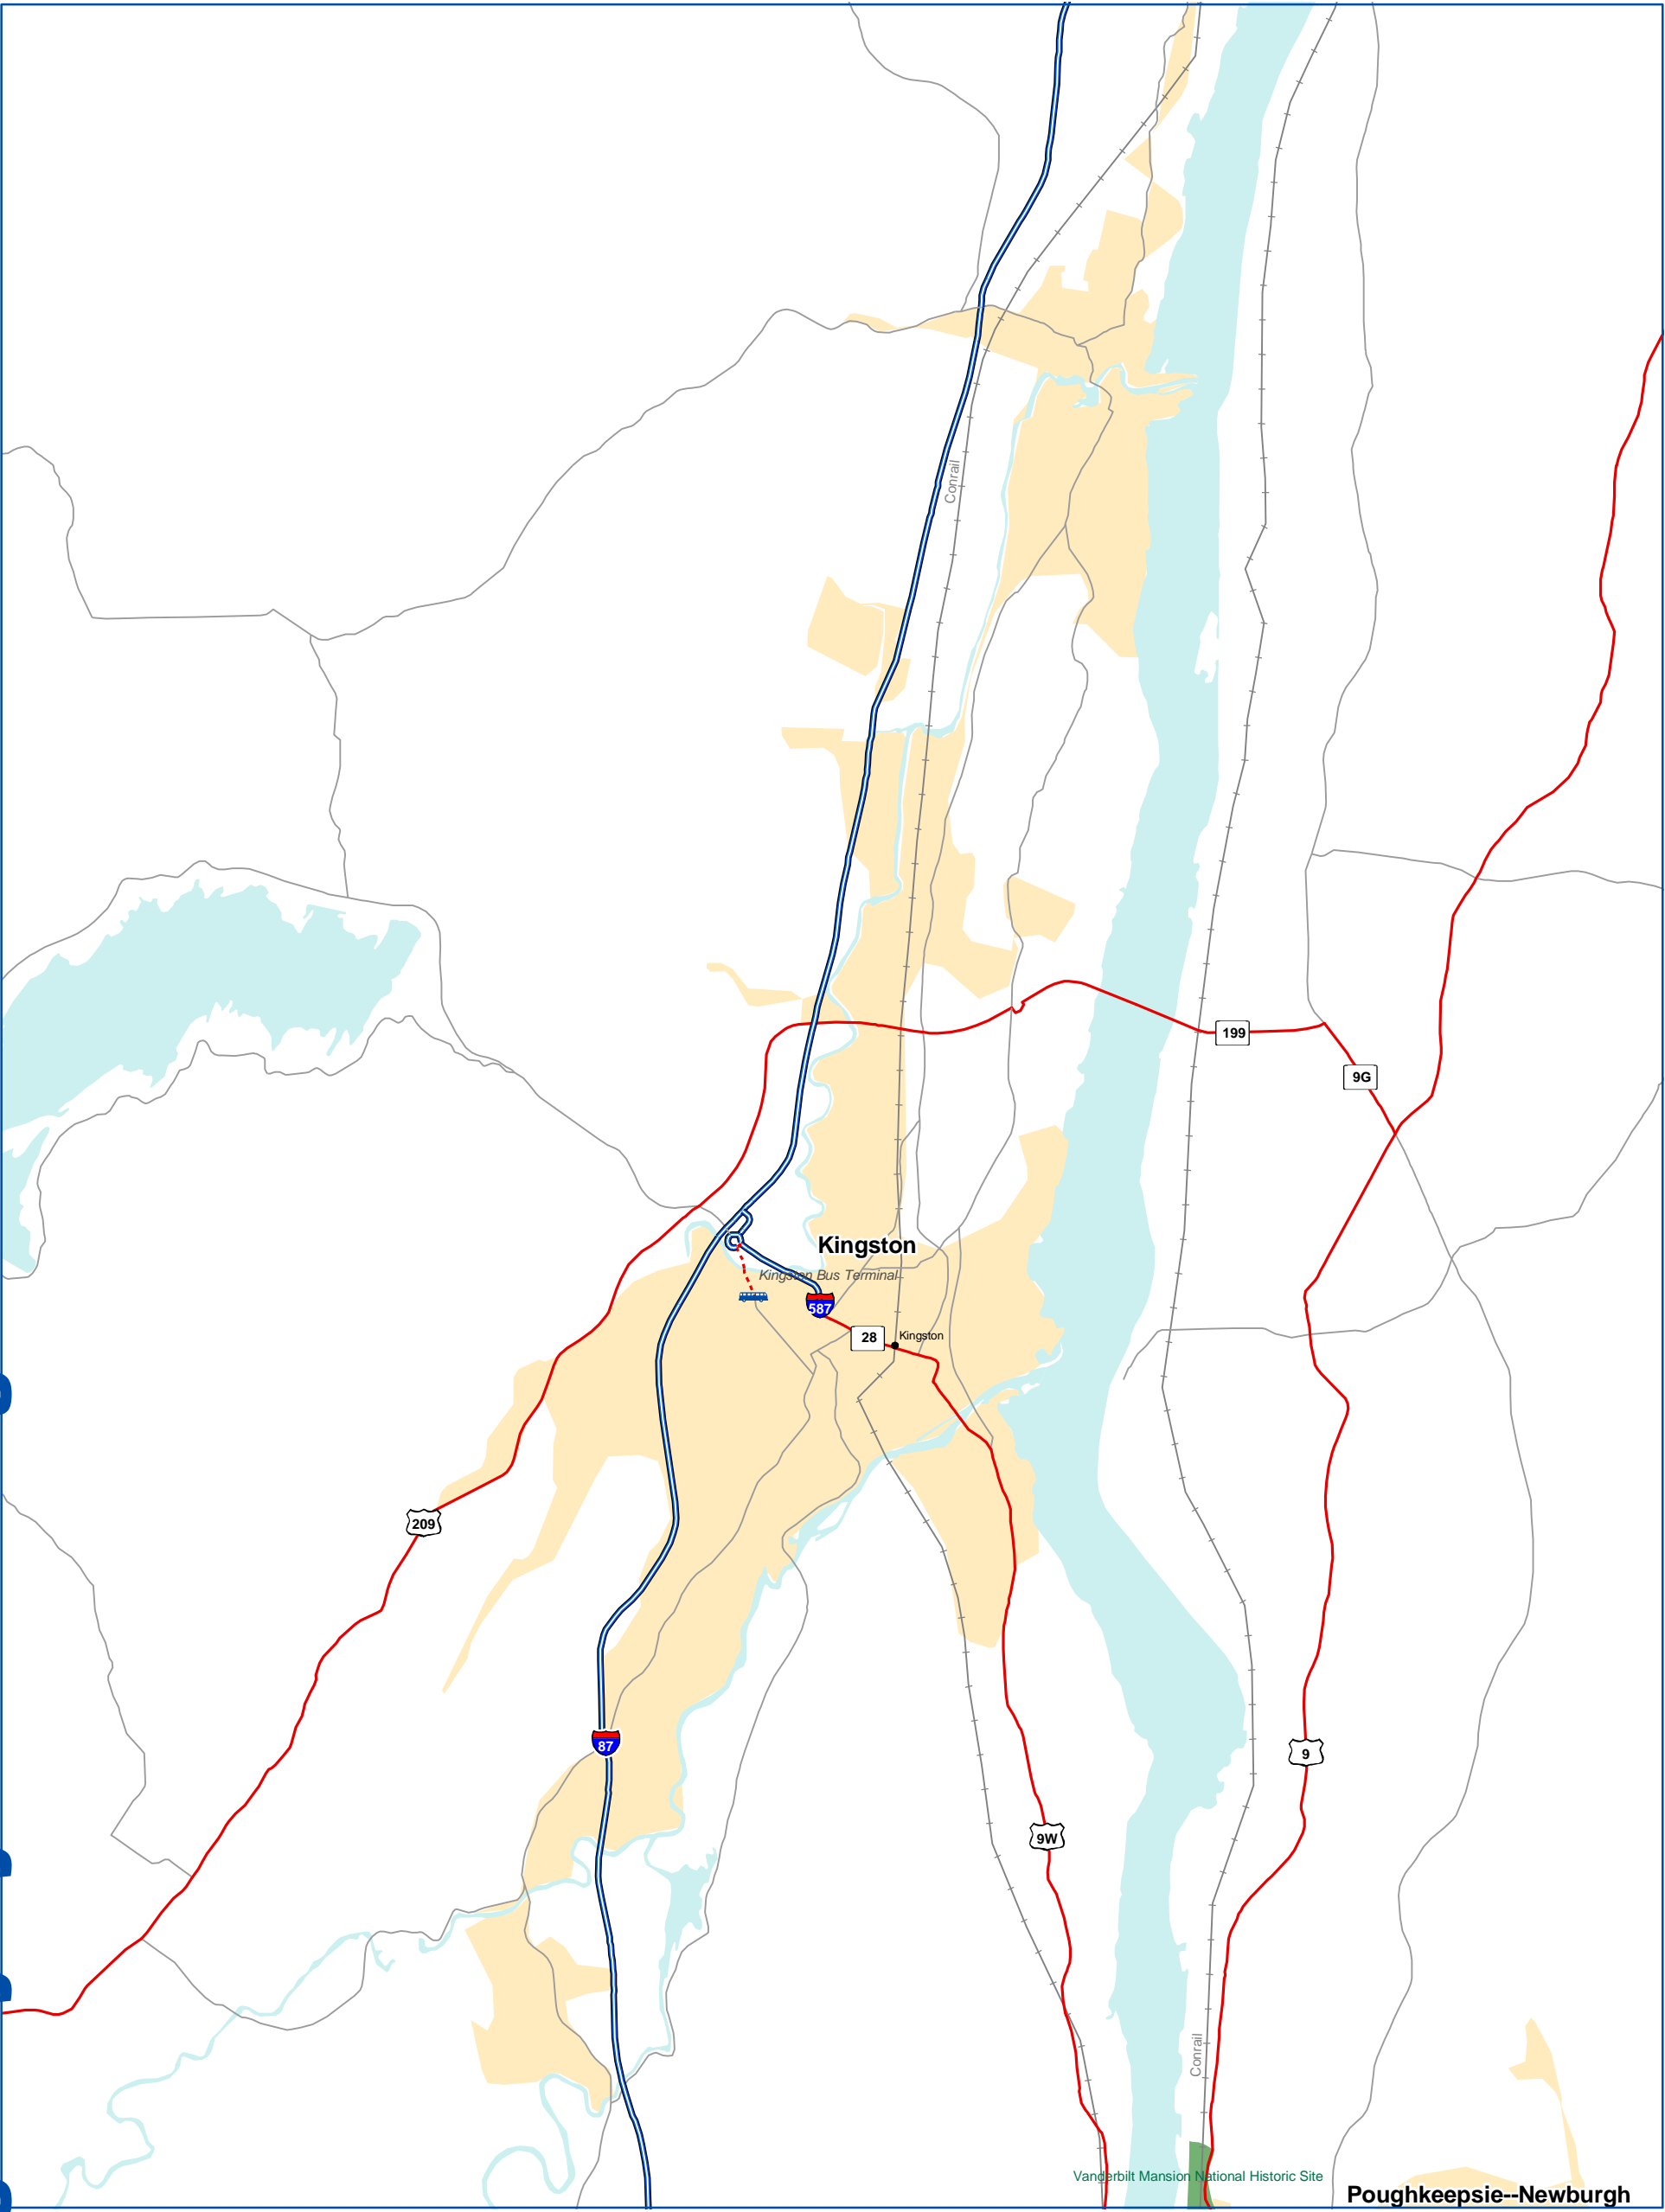 Conrail
199
9G
Kingston
Kingston Bus Terminal
587
28
Kingston
209
87
9
9W
Conrail
Vanderbilt Mansion National Historic Site
Poughkeepsie--Newburgh